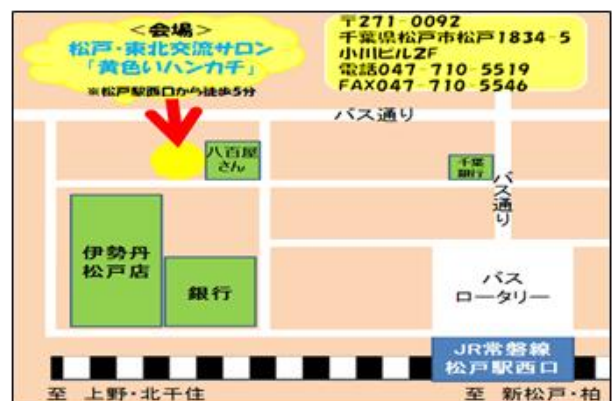 ＜会場＞
松戸・東北交流サロン
「黄色いハンカチ」
※松戸駅西口から徒歩5分
〒271-0092
千葉県松戸市松戸1834-5
小川ビル2F
電話047-710-5519
FAX047-710-5546
バス通り
八百屋
さん
千葉
銀行
バス通り
伊勢丹
松戸店
銀行
バス
ロータリー
JR常磐線
松戸駅西口
至 上野・北千住
至 新松戸・柏